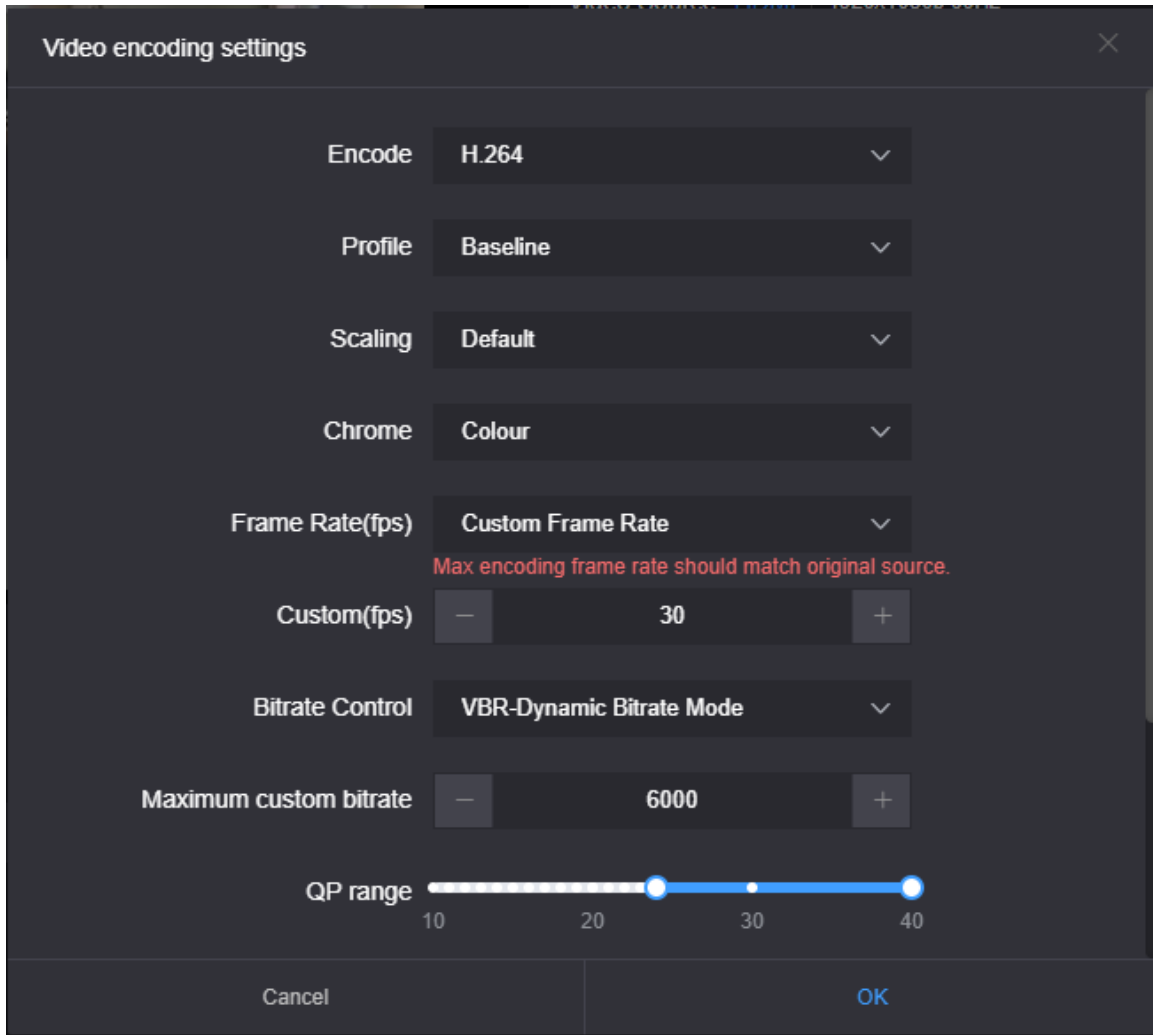 Video encoding settings
Encode H.264
Profile Baseline
Scaling Default
Chrome Colour
Frame Rate(fps) Custom Frame Rate
Max encoding frame rate should match original source.
Custom(fps) 30
Bitrate Control VBR-Dynamic Bitrate Mode
Maximum custom bitrate 6000
QP range
10 20 30 40
Cancel OK